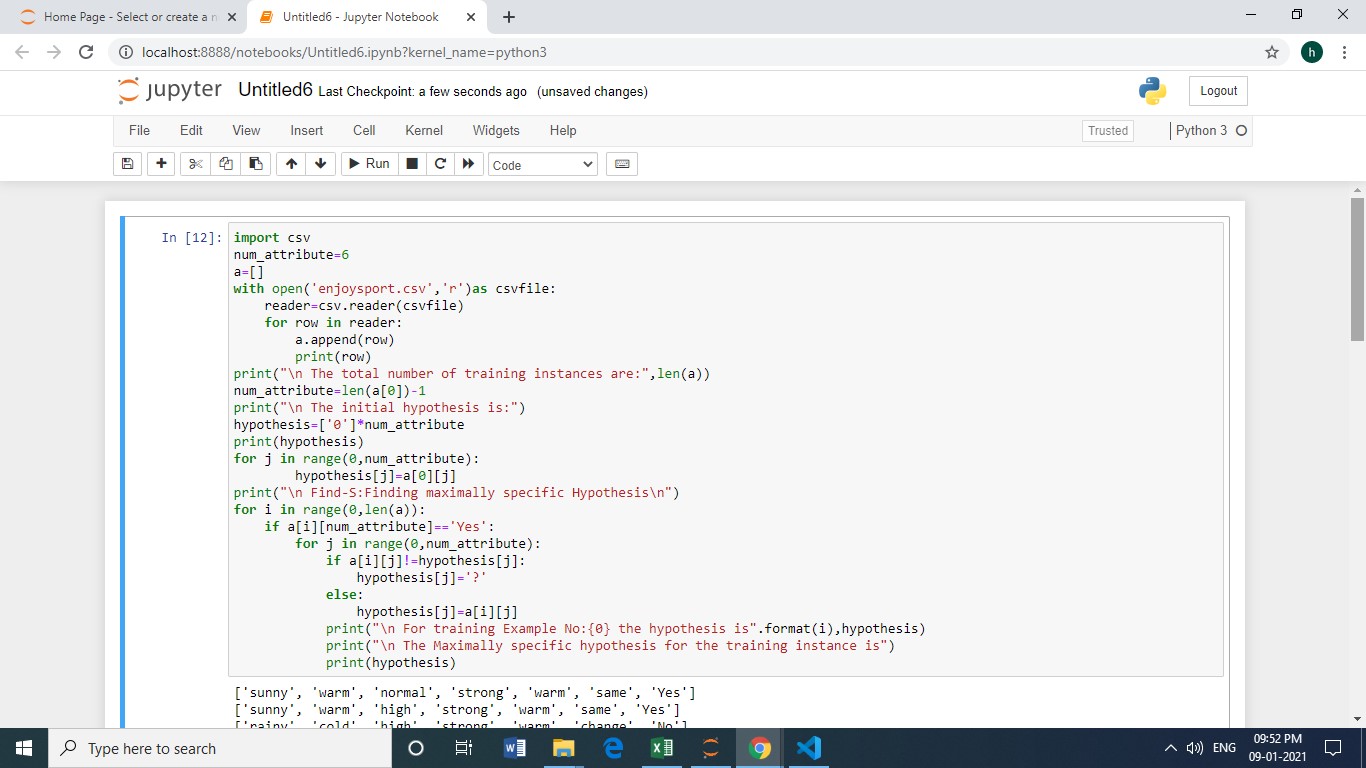 Home Page - Select or create a n
Untitled6 - Jupyter Notebook
localhost:8888/notebooks/Untitled6.ipynb?kernel_name=python3
h
jupyter Untitled6 Last Checkpoint: a few seconds ago (unsaved changes)
Logout
File Edit View Insert Cell Kernel Widgets Help
Trusted
Python 3
Run
Code
In [12]:
import csv
num_attribute=6
a=[]
with open('enjoysport.csv','r')as csvfile:
    reader=csv.reader(csvfile)
    for row in reader:
        a.append(row)
        print(row)
print("\n The total number of training instances are:",len(a))
num_attribute=len(a[0])-1
print("\n The initial hypothesis is:")
hypothesis=['0']*num_attribute
print(hypothesis)
for j in range(0,num_attribute):
        hypothesis[j]=a[0][j]
print("\n Find-S:Finding maximally specific Hypothesis\n")
for i in range(0,len(a)):
    if a[i][num_attribute]=='Yes':
        for j in range(0,num_attribute):
            if a[i][j]!=hypothesis[j]:
                hypothesis[j]='?'
            else:
                hypothesis[j]=a[i][j]
            print("\n For training Example No:{0} the hypothesis is".format(i),hypothesis)
            print("\n The Maximally specific hypothesis for the training instance is")
            print(hypothesis)
['sunny', 'warm', 'normal', 'strong', 'warm', 'same', 'Yes']
['sunny', 'warm', 'high', 'strong', 'warm', 'same', 'Yes']
['rainy', 'cold', 'high', 'strong', 'warm', 'change', 'No']
Type here to search
ENG
09:52 PM
09-01-2021